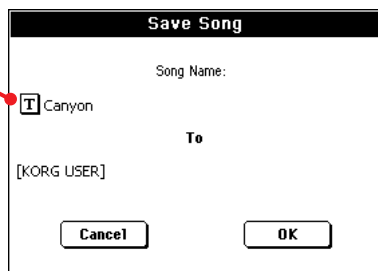 Save Song
Song Name:
T Canyon
To
[KORG USER]
Cancel OK